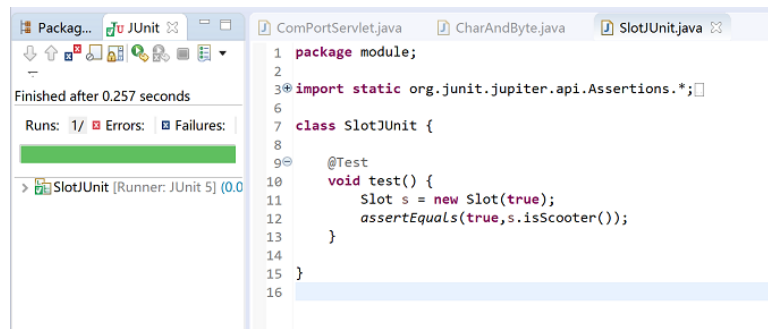 Packag... JUnit
Finished after 0.257 seconds
Runs: 1/ Errors: Failures:
SlotJUnit [Runner: JUnit 5] (0.0
ComPortServlet.java CharAndByte.java SlotJUnit.java
1 package module;
2
3 import static org.junit.jupiter.api.Assertions.*;
6
7 class SlotJUnit {
8
9 @Test
10 void test() {
11 Slot s = new Slot(true);
12 assertEquals(true,s.isScooter());
13 }
14
15 }
16